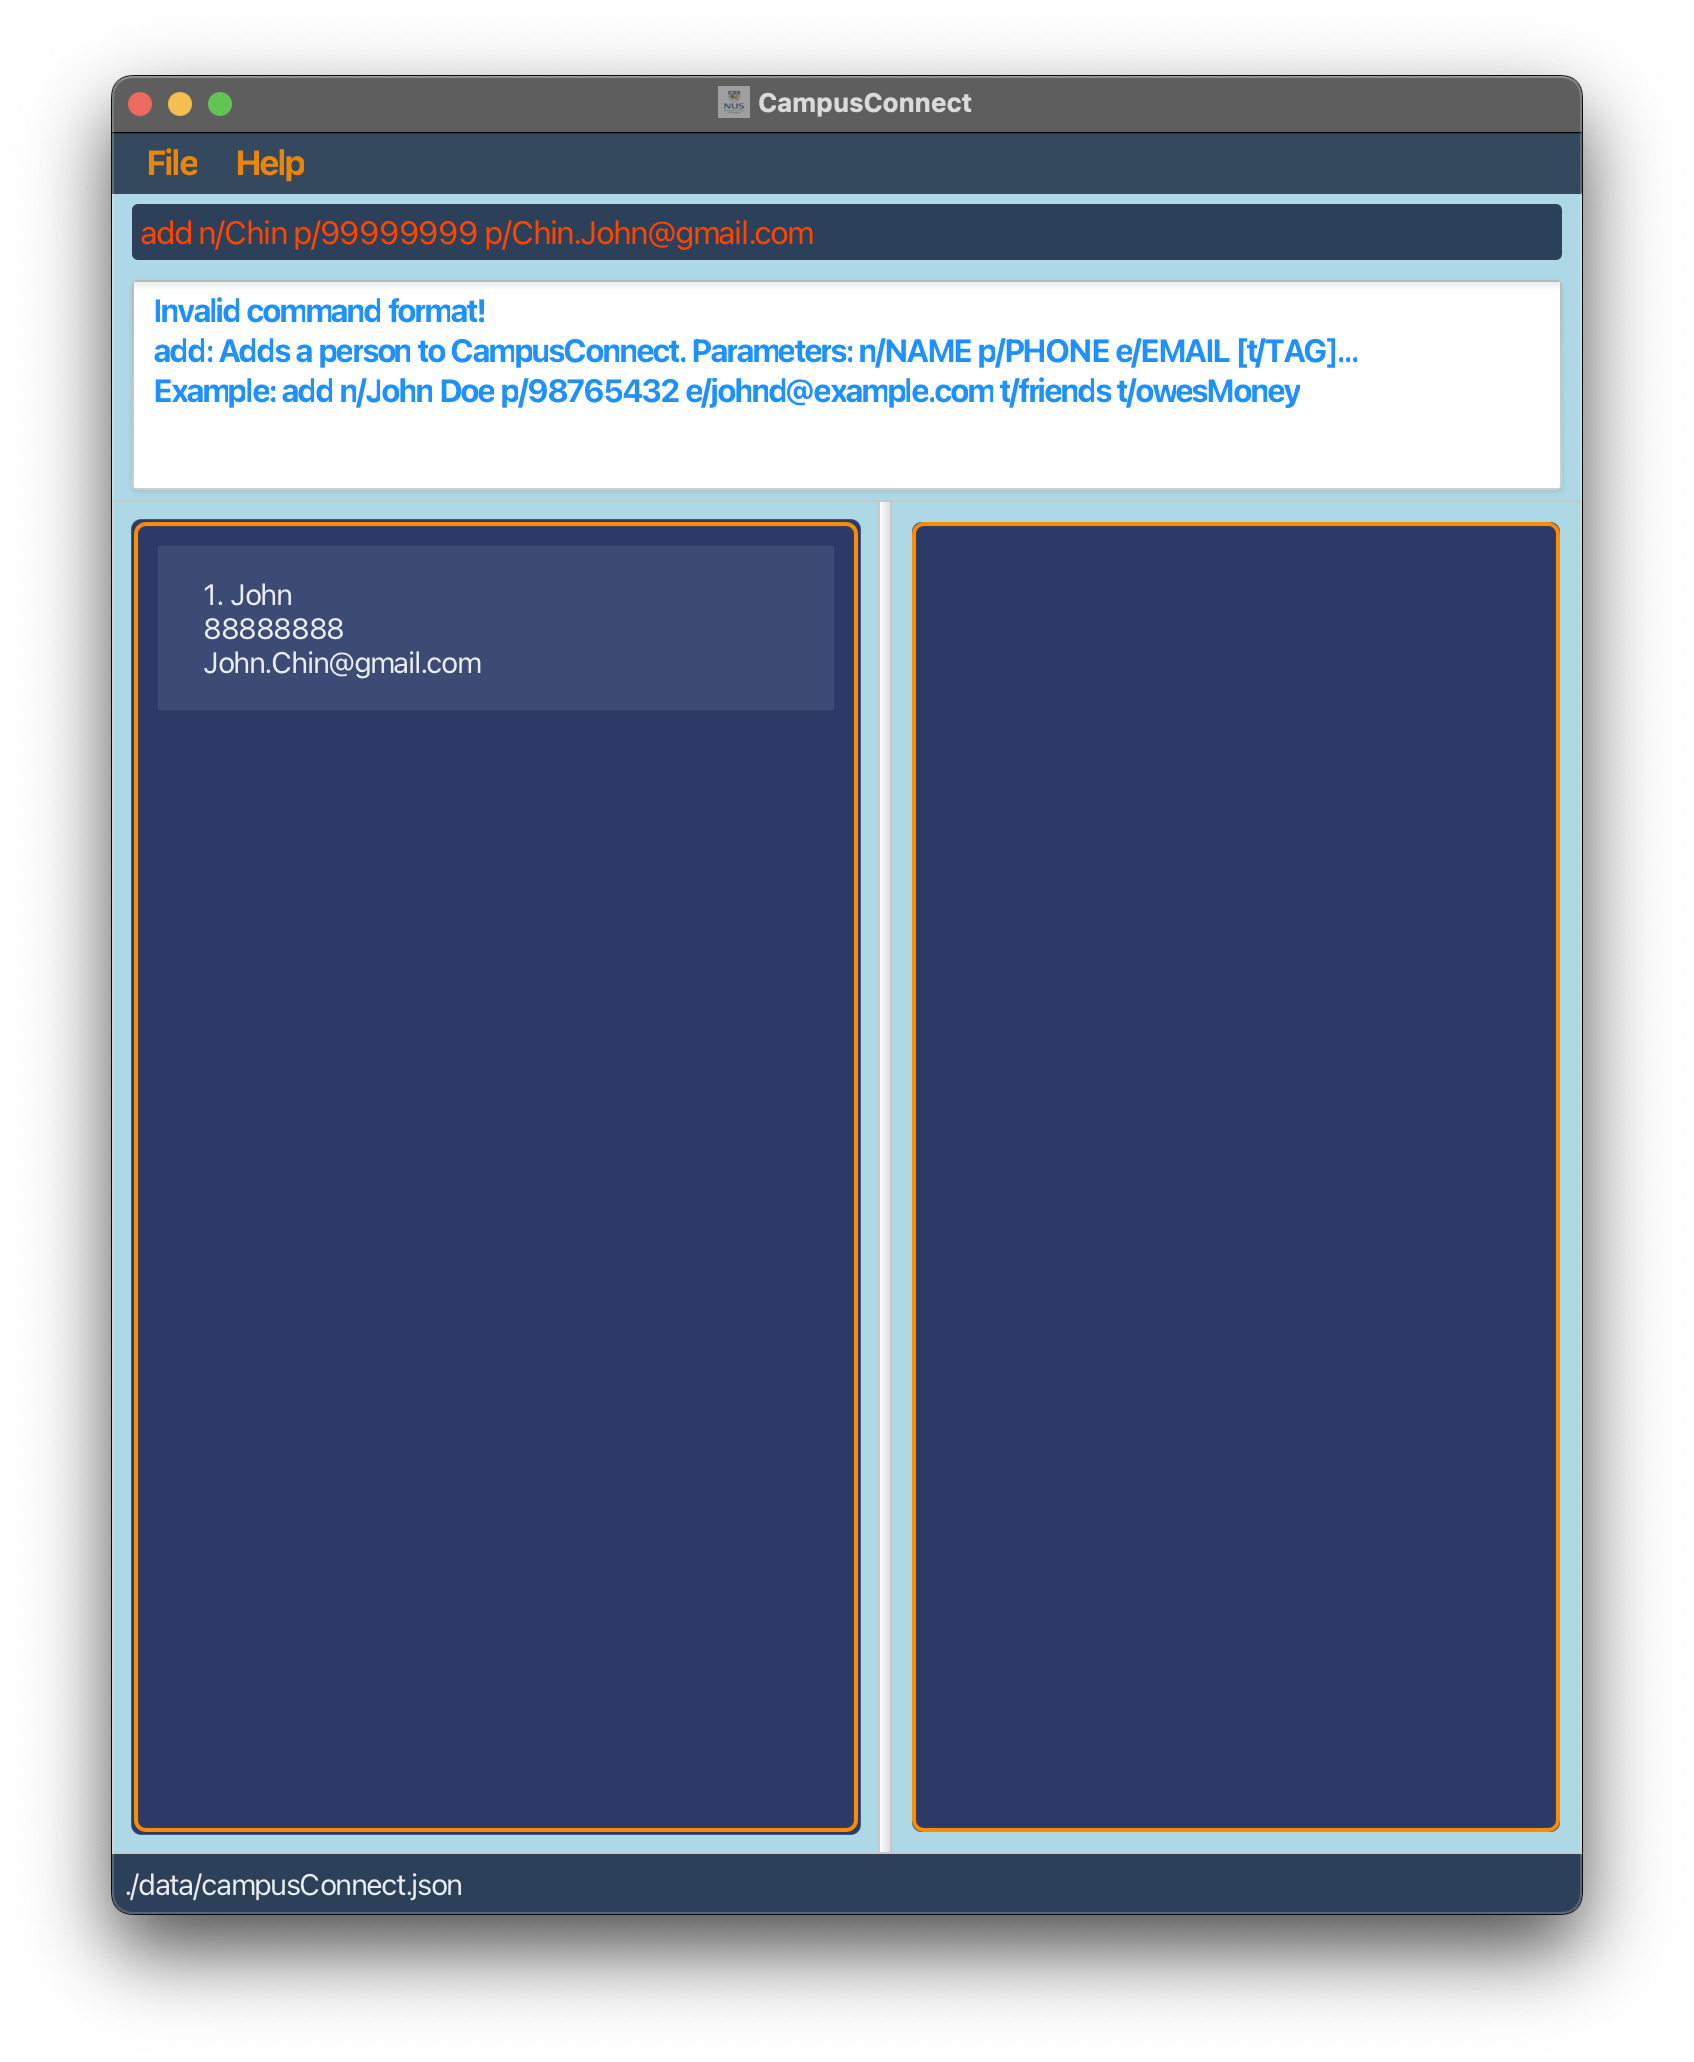 NUS
CampusConnect
File Help
add n/Chin p/99999999 p/Chin.John@gmail.com
Invalid command format!
add: Adds a person to CampusConnect. Parameters: n/NAME p/PHONE e/EMAIL [t/TAG]...
Example: add n/John Doe p/98765432 e/johnd@example.com t/friends t/owesMoney
1. John
88888888
John.Chin@gmail.com
./data/campusConnect.json